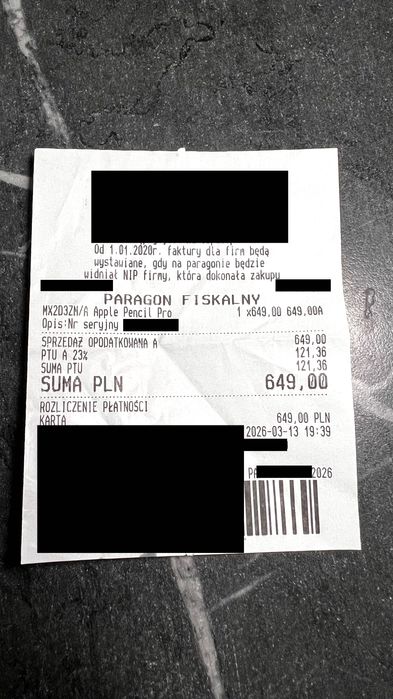 Od 1.01.2020r. faktury dla firm będą
wystawiane, gdy na paragonie będzie
widniał NIP firmy, która dokonała zakupu
PARAGON FISKALNY
MX2D3ZN/A Apple Pencil Pro 1 x649,00 649.00A
Opis:Nr seryjny
SPRZEDAŻ OPODATKOWANA A 649,00
PTU A 23% 121,36
SUMA PTU 121,36
SUMA PLN 649,00
ROZLICZENIE PŁATNOŚCI
KARTA 649,00 PLN
2026-03-13 19:39
2026